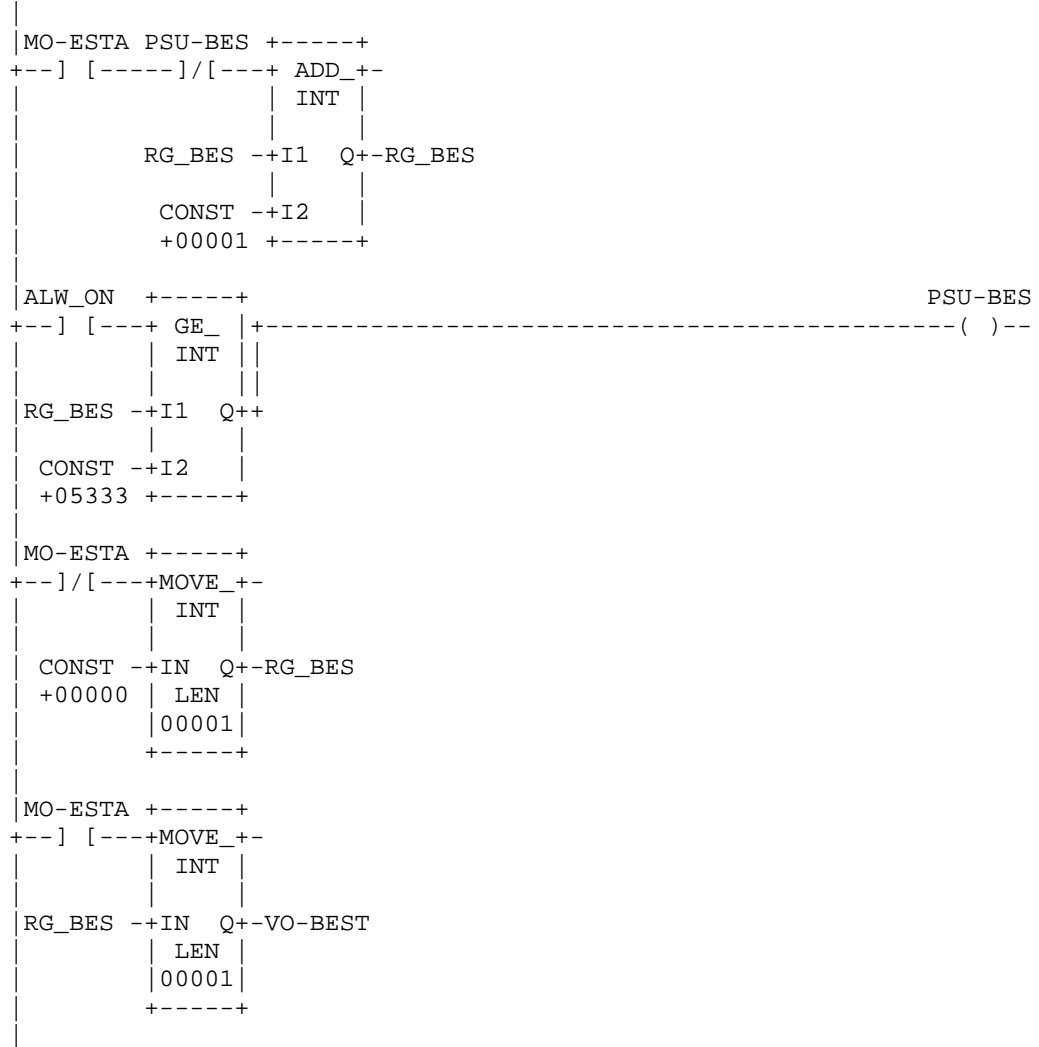 |
|MO-ESTA PSU-BES +-----+
+--] [-----]/[---+ ADD_+-
|                | INT |
|                |     |
|        RG_BES -+I1  Q+-RG_BES
|                |     |
|         CONST -+I2   |
|         +00001 +-----+
|
|ALW_ON  +-----+                                             PSU-BES
+--] [---+ GE_ |+----------------------------------------------( )--
|        | INT ||
|        |     ||
|RG_BES -+I1  Q++
|        |     |
| CONST -+I2   |
| +05333 +-----+
|
|MO-ESTA +-----+
+--]/[---+MOVE_+-
|        | INT |
|        |     |
| CONST -+IN  Q+-RG_BES
| +00000 | LEN |
|        |00001|
|        +-----+
|
|MO-ESTA +-----+
+--] [---+MOVE_+-
|        | INT |
|        |     |
|RG_BES -+IN  Q+-VO-BEST
|        | LEN |
|        |00001|
|        +-----+
|